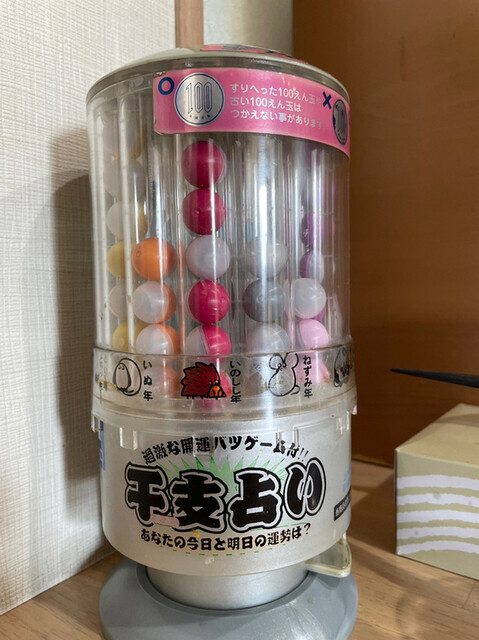 100
すりへった100えん玉や
古い100えん玉は
つかえない事があります
いぬ年
いのしし年
ねずみ年
過激な開運バツゲーム付!!
干支占い
あなたの今日と明日の運勢は?